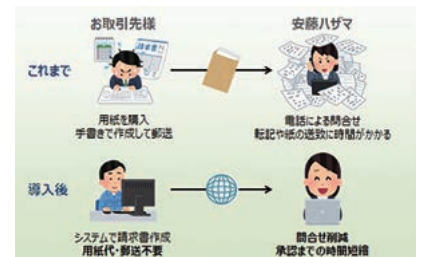 お取引先様
安藤ハザマ
これまで
請求書
用紙を購入
手書きで作成して郵送
電話による問合せ
転記や紙の送致に時間がかかる
導入後
システムで請求書作成
用紙代・郵送不要
問合せ削減
承認までの時間短縮